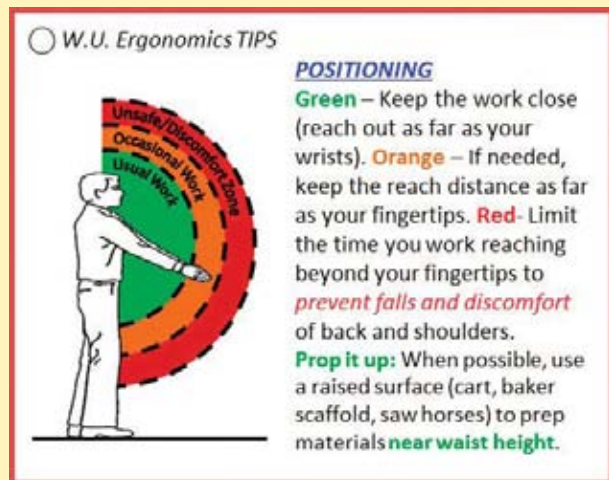 W.U. Ergonomics TIPS
Unsafe/Discomfort Zone
Occasional Work
Usual Work
POSITIONING
Green – Keep the work close
(reach out as far as your
wrists). Orange – If needed,
keep the reach distance as far
as your fingertips. Red- Limit
the time you work reaching
beyond your fingertips to
prevent falls and discomfort
of back and shoulders.
Prop it up: When possible, use
a raised surface (cart, baker
scaffold, saw horses) to prep
materials near waist height.